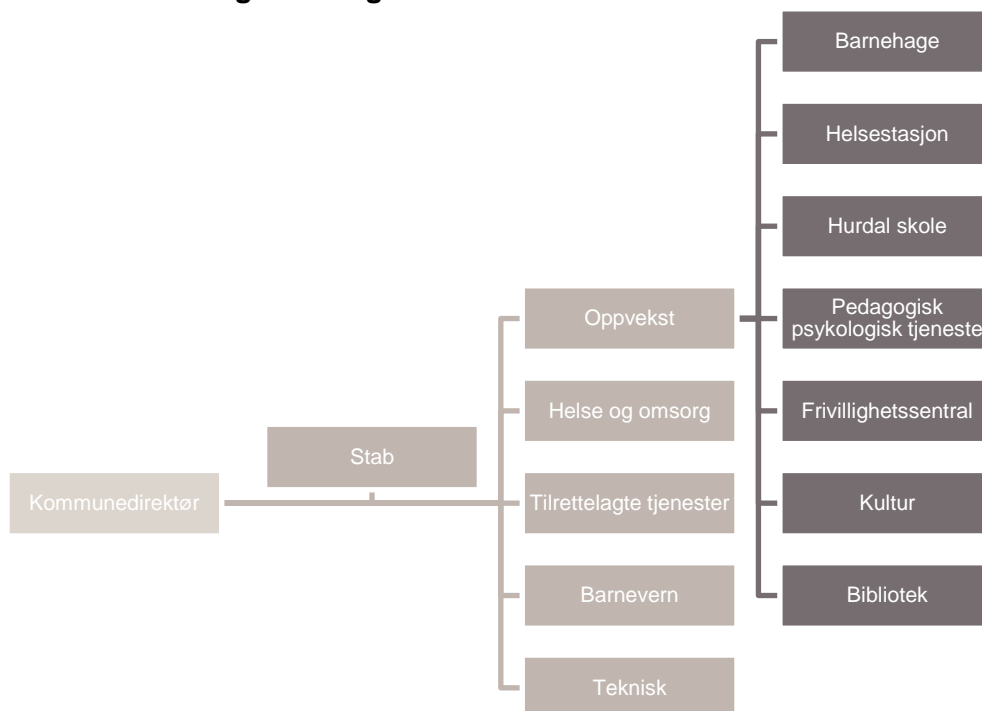 Barnehage
Helsestasjon
Hurdal skole
Pedagogisk
psykologisk tjeneste
Frivillighetssentral
Kultur
Bibliotek
Oppvekst
Helse og omsorg
Tilrettelagte tjenester
Barnevern
Teknisk
Stab
Kommunedirektør